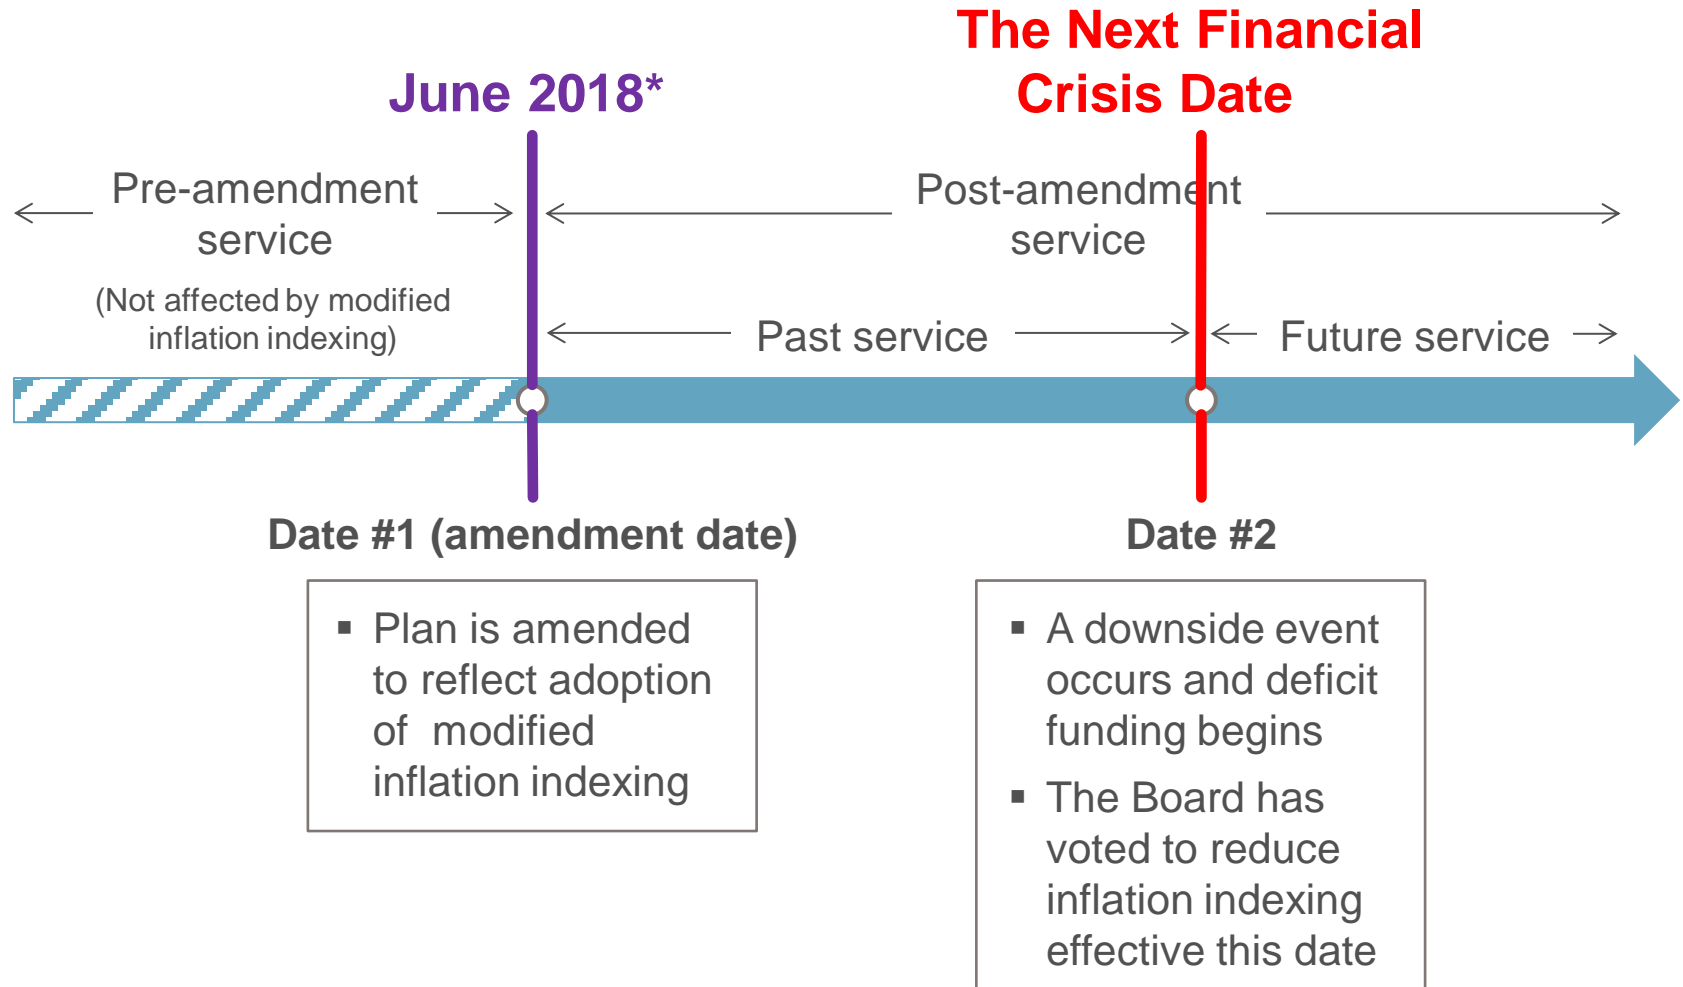 The Next Financial
Crisis Date
June 2018*
Pre-amendment
service
(Not affected by modified
inflation indexing)
Post-amendment
service
Past service
Future service
Date #1 (amendment date)
▪ Plan is amended
to reflect adoption
of modified
inflation indexing
Date #2
▪ A downside event
occurs and deficit
funding begins
▪ The Board has
voted to reduce
inflation indexing
effective this date